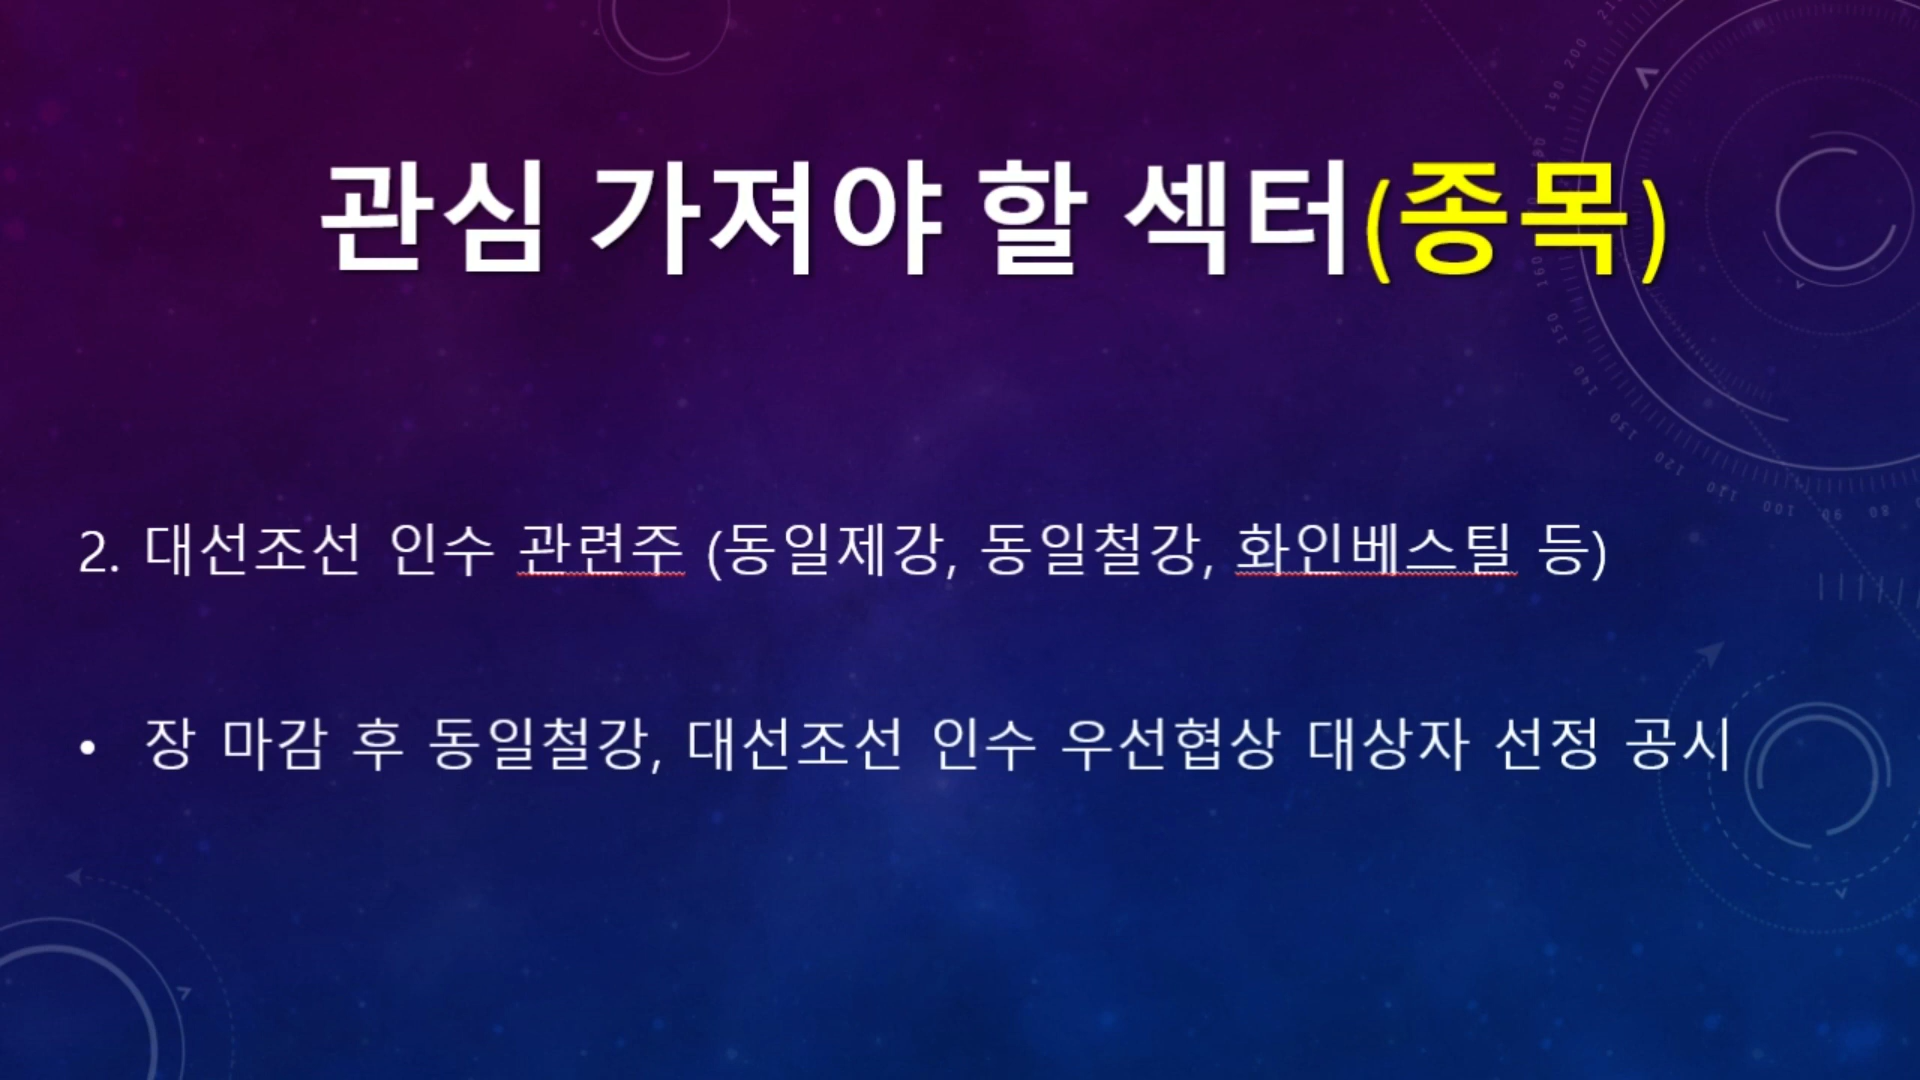 관심 가져야 할 섹터(종목)
2. 대선조선 인수 관련주 (동일제강, 동일철강, 화인베스틸 등)
• 장 마감 후 동일철강, 대선조선 인수 우선협상 대상자 선정 공시